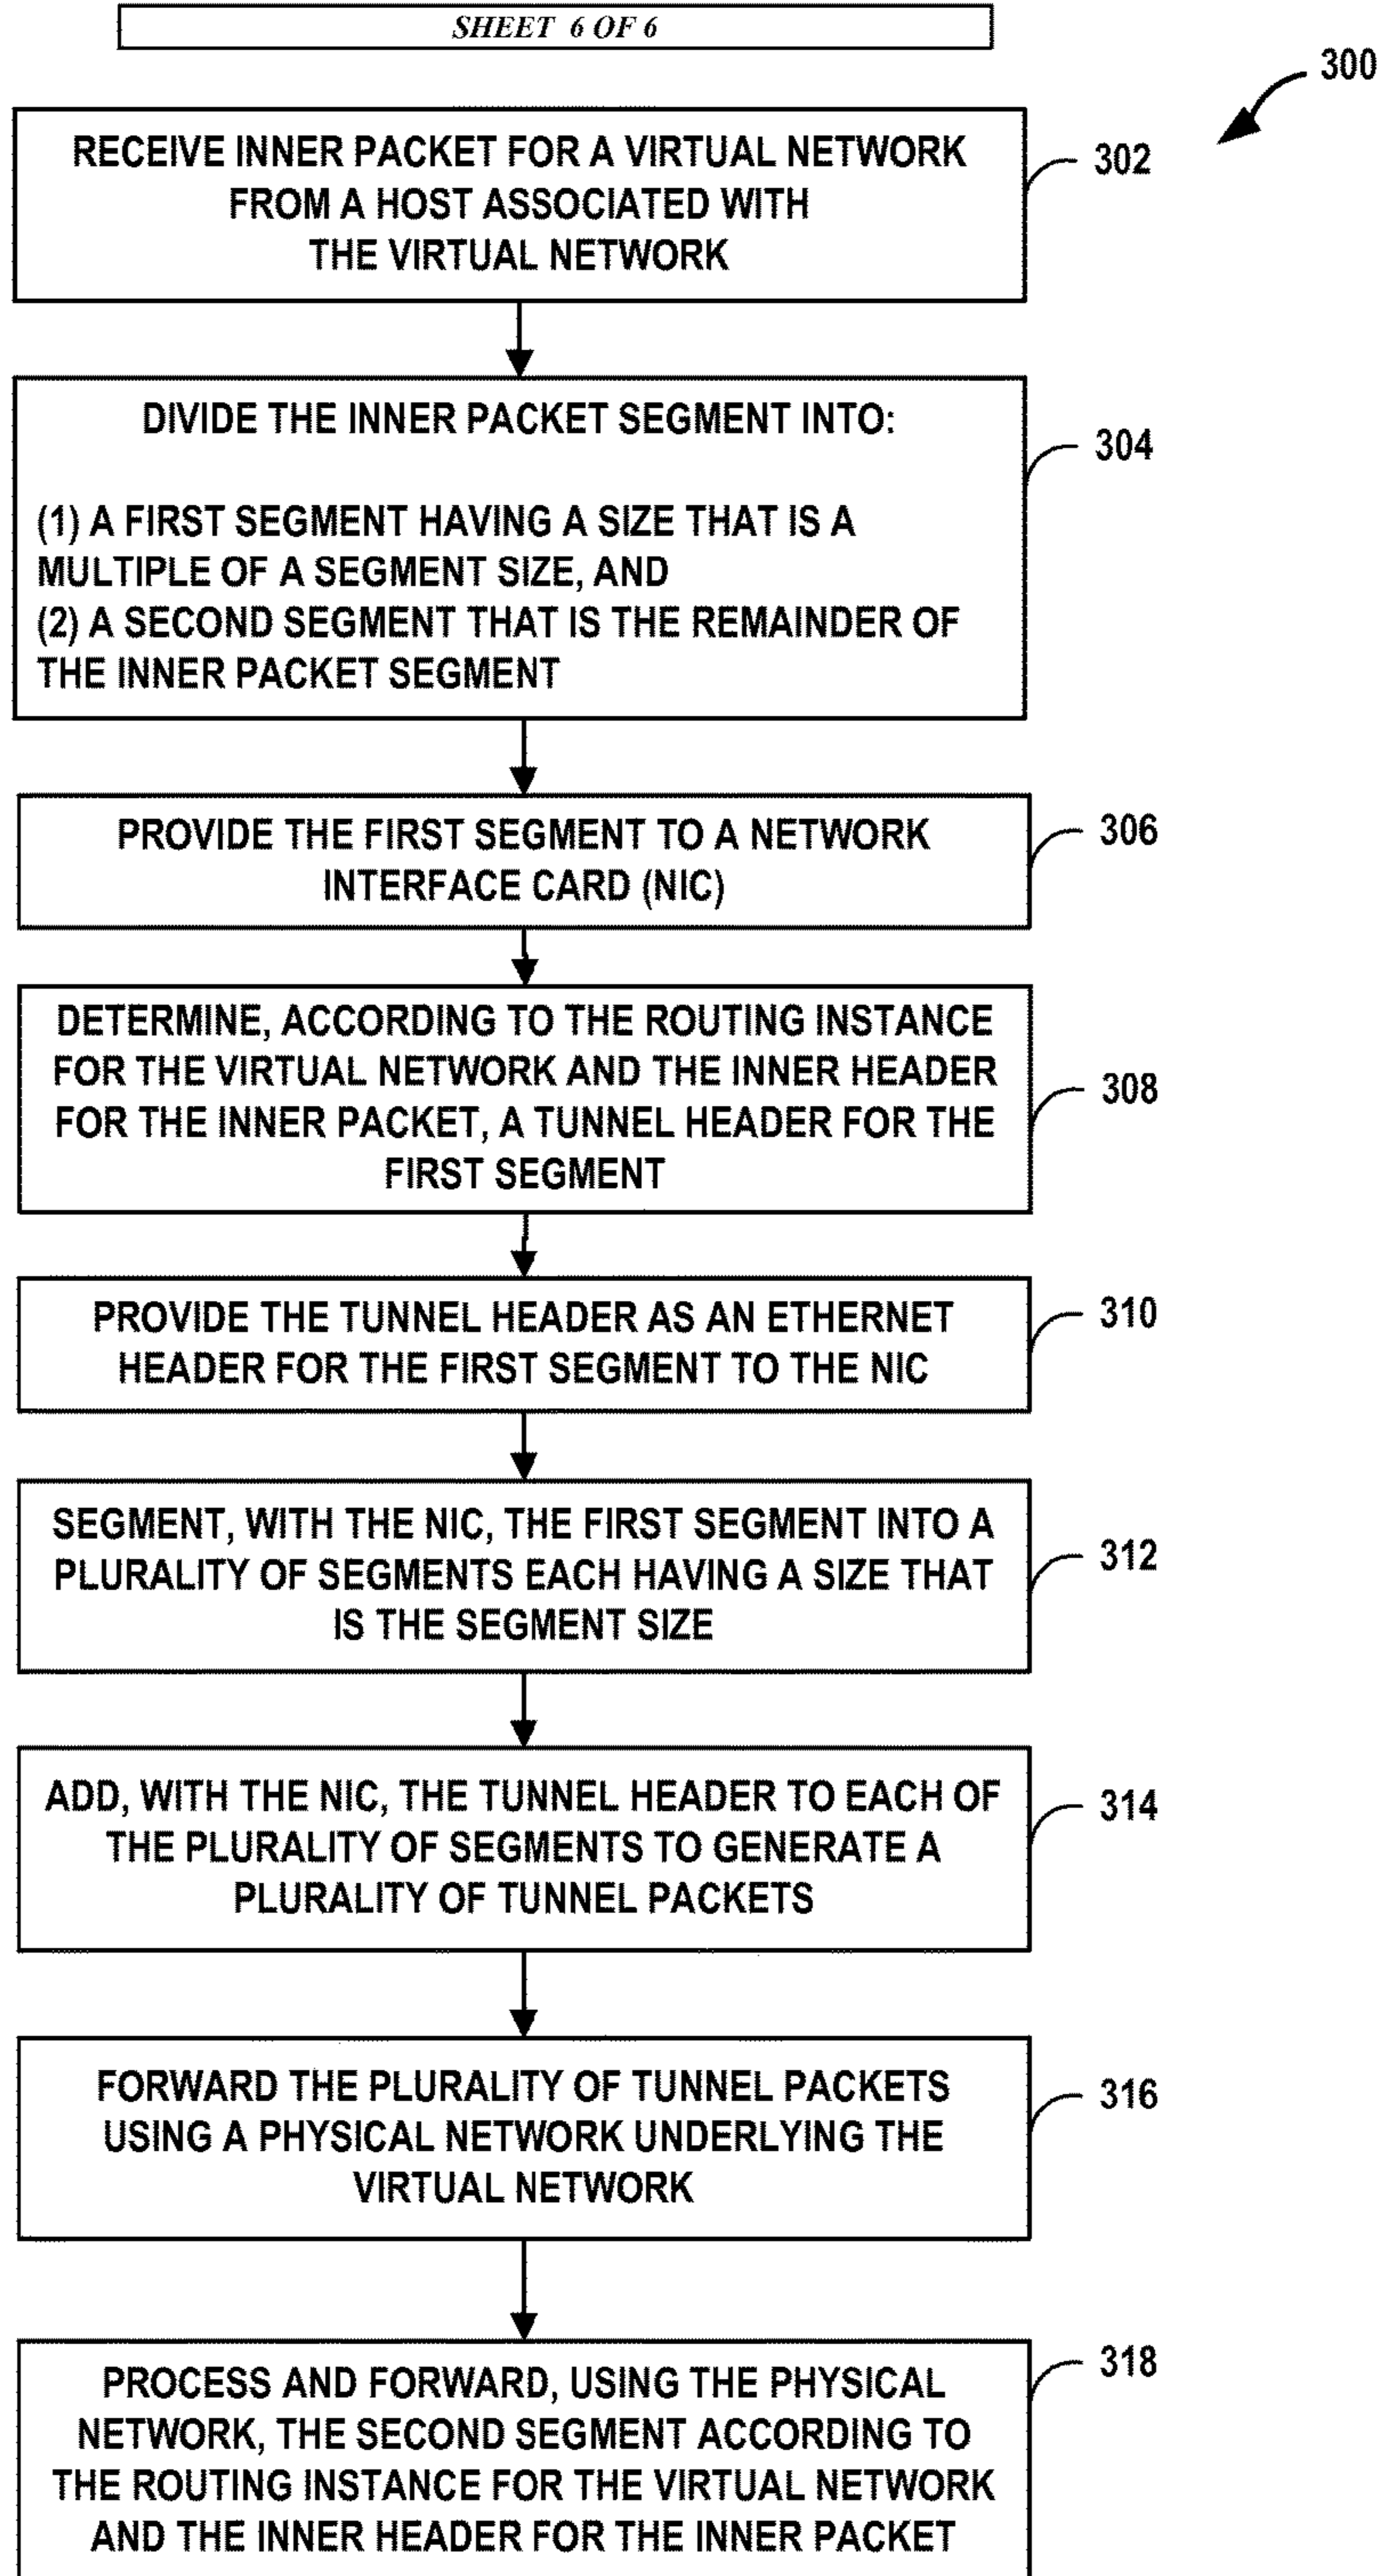 SHEET 6 OF 6
300
RECEIVE INNER PACKET FOR A VIRTUAL NETWORK
FROM A HOST ASSOCIATED WITH
THE VIRTUAL NETWORK
302
DIVIDE THE INNER PACKET SEGMENT INTO:
(1) A FIRST SEGMENT HAVING A SIZE THAT IS A
MULTIPLE OF A SEGMENT SIZE, AND
(2) A SECOND SEGMENT THAT IS THE REMAINDER OF
THE INNER PACKET SEGMENT
304
PROVIDE THE FIRST SEGMENT TO A NETWORK
INTERFACE CARD (NIC)
306
DETERMINE, ACCORDING TO THE ROUTING INSTANCE
FOR THE VIRTUAL NETWORK AND THE INNER HEADER
FOR THE INNER PACKET, A TUNNEL HEADER FOR THE
FIRST SEGMENT
308
PROVIDE THE TUNNEL HEADER AS AN ETHERNET
HEADER FOR THE FIRST SEGMENT TO THE NIC
310
SEGMENT, WITH THE NIC, THE FIRST SEGMENT INTO A
PLURALITY OF SEGMENTS EACH HAVING A SIZE THAT
IS THE SEGMENT SIZE
312
ADD, WITH THE NIC, THE TUNNEL HEADER TO EACH OF
THE PLURALITY OF SEGMENTS TO GENERATE A
PLURALITY OF TUNNEL PACKETS
314
FORWARD THE PLURALITY OF TUNNEL PACKETS
USING A PHYSICAL NETWORK UNDERLYING THE
VIRTUAL NETWORK
316
PROCESS AND FORWARD, USING THE PHYSICAL
NETWORK, THE SECOND SEGMENT ACCORDING TO
THE ROUTING INSTANCE FOR THE VIRTUAL NETWORK
AND THE INNER HEADER FOR THE INNER PACKET
318